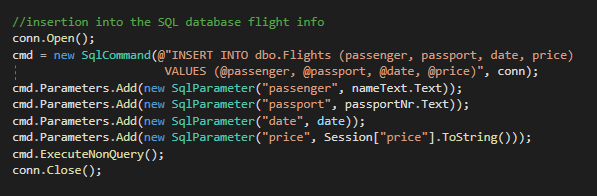 //insertion into the SQL database flight info
conn.Open();
cmd = new SqlCommand(@"INSERT INTO dbo.Flights (passenger, passport, date, price)
VALUES (@passenger, @passport, @date, @price)", conn);
cmd.Parameters.Add(new SqlParameter("passenger", nameText.Text));
cmd.Parameters.Add(new SqlParameter("passport", passportNr.Text));
cmd.Parameters.Add(new SqlParameter("date", date));
cmd.Parameters.Add(new SqlParameter("price", Session["price"].ToString()));
cmd.ExecuteNonQuery();
conn.Close();